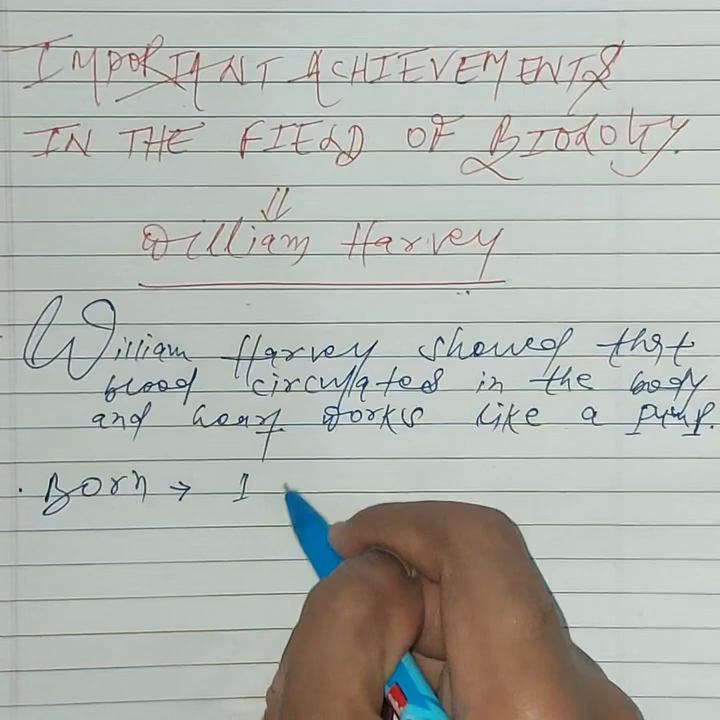 IMPORTANT ACHIEVEMENTS
IN THE FIELD OF BIOLOGY.
⇓
William Harvey
William Harvey showed that
blood circulated in the body
and heart works like a pump.
. Born → 1